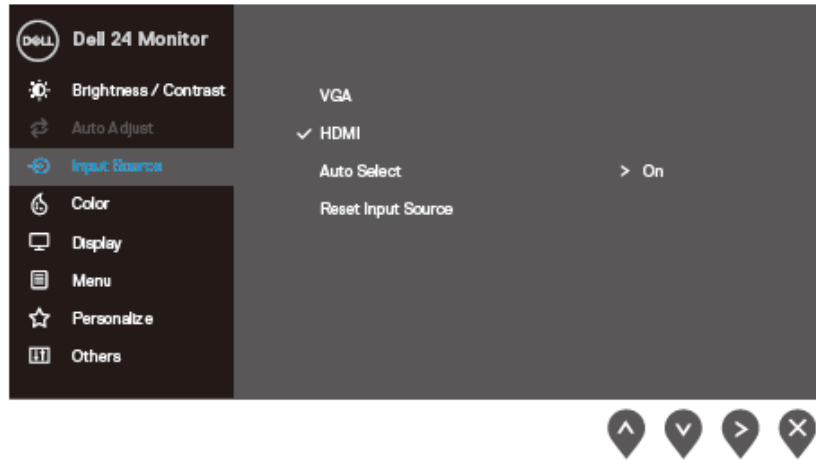 DELL Dell 24 Monitor
Brightness / Contrast
Auto Adjust
Input Source
Color
Display
Menu
Personalize
Others
VGA
HDMI
Auto Select > On
Reset Input Source